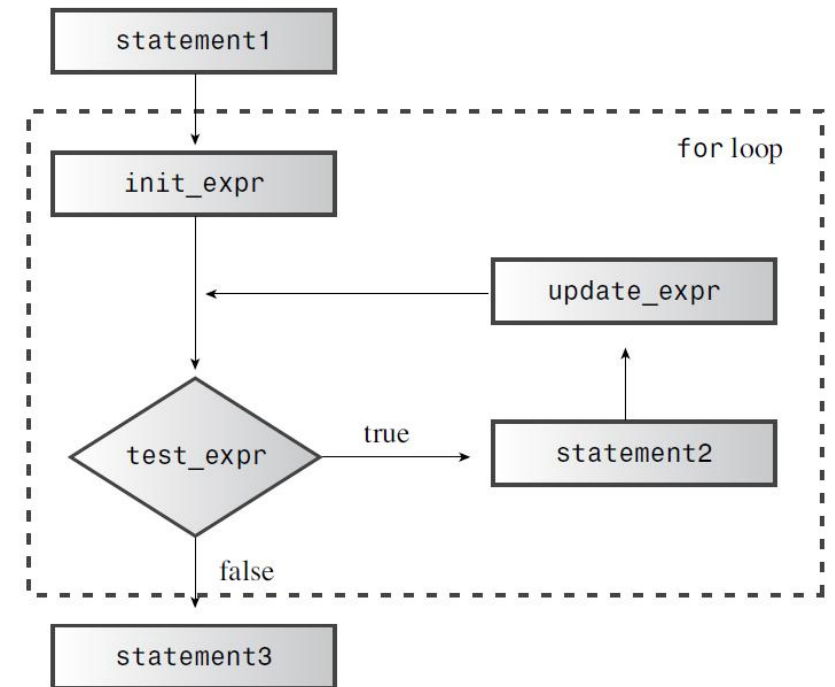 statement1
for loop
init_expr
update_expr
test_expr
true
statement2
false
statement3